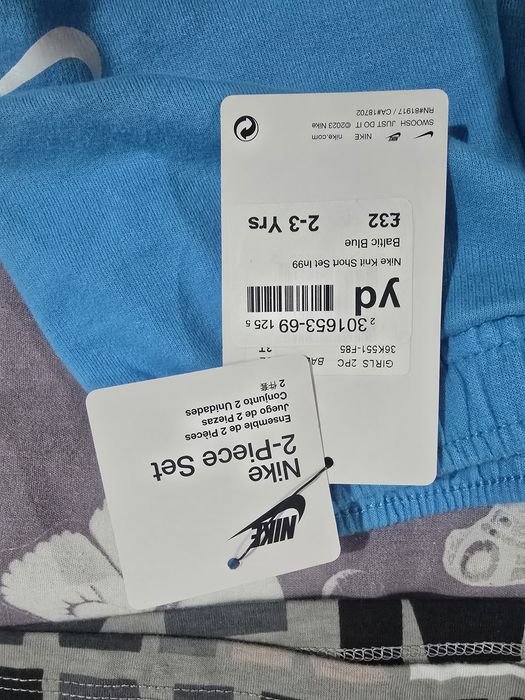 NIKE
Nike
2-Piece Set
Ensemble de 2 Pièces
Juego de 2 Piezas
Conjunto 2 Unidades
2 件套
GIRLS 2PC
36K551-F85
2 301653-69 125 5
yd
Nike Knit Short Set In99
Baltic Blue
£32 2-3 Yrs
NIKE nike.com
SWOOSH JUST DO IT ©2023 Nike
RN#81917 / CA#18702